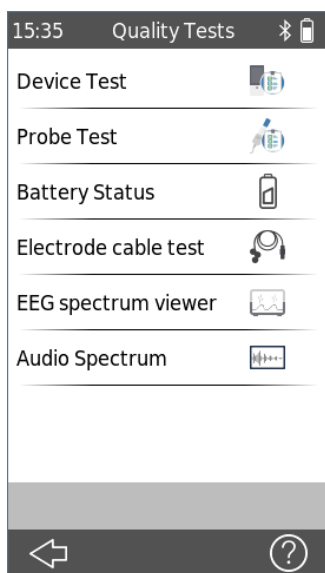 15:35 Quality Tests
Device Test
Probe Test
Battery Status
Electrode cable test
EEG spectrum viewer
Audio Spectrum
?